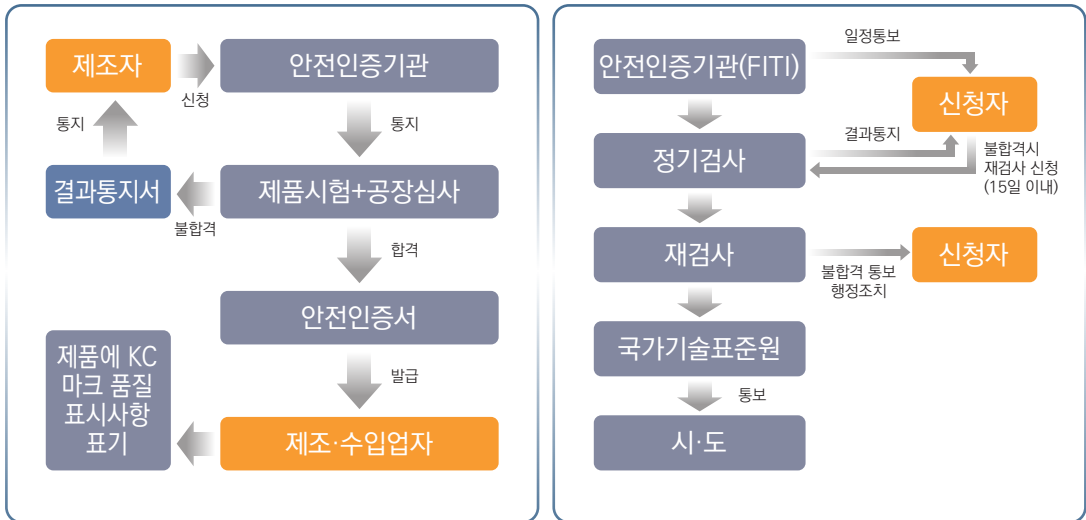 제조자
신청
안전인증기관
통지
통지
결과통지서
불합격
제품시험+공장심사
합격
안전인증서
발급
제품에 KC
마크 품질
표시사항
표기
제조·수입업자
안전인증기관(FITI)
일정통보
신청자
정기검사
결과통지
불합격시
재검사 신청
(15일 이내)
재검사
불합격 통보
행정조치
신청자
국가기술표준원
통보
시·도